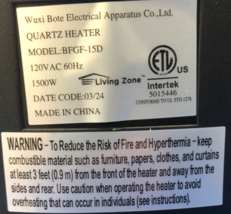 Wuxi Bote Electrical Apparatus Co.,Ltd.
QUARTZ HEATER
MODEL:BFGF-15D
120VAC 60Hz
1500W
Living Zone
DATE CODE:03/24
MADE IN CHINA
ETL
US
Intertek
5015446
CONFORMS TO UL STD.1278
WARNING - To Reduce the Risk of Fire and Hyperthermia - keep
combustible material such as furniture, papers, clothes, and curtains
at least 3 feet (0.9 m) from the front of the heater and away from the
sides and rear. Use caution when operating the heater to avoid
overheating that can occur in individuals (see instructions).